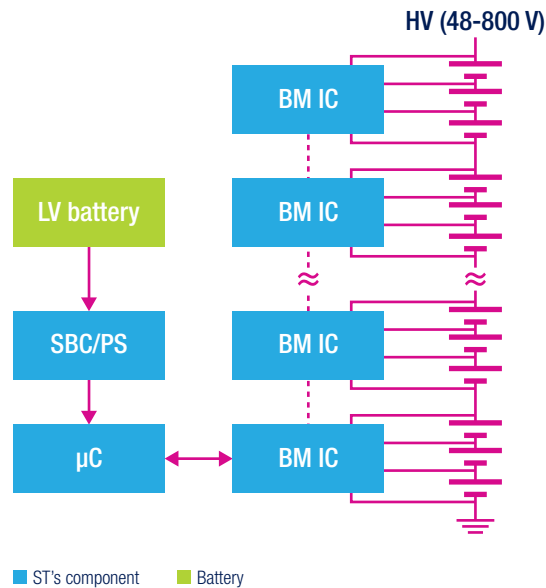 HV (48-800 V)
BM IC
LV battery
BM IC
SBC/PS
BM IC
µC
BM IC
ST's component
Battery